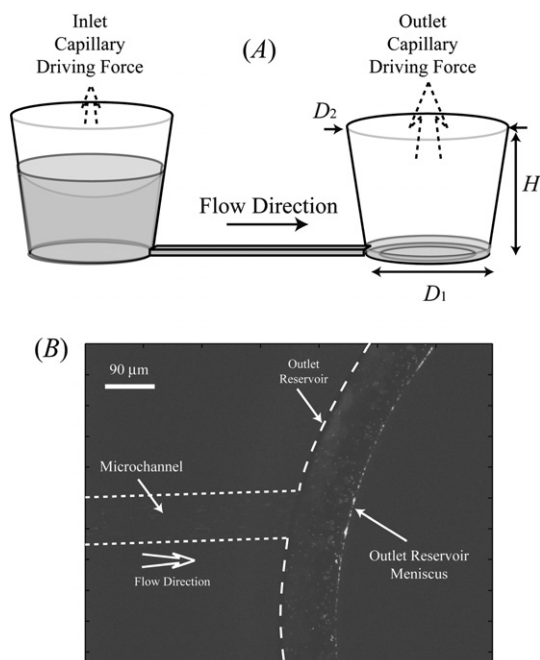 Inlet
Capillary
Driving Force
(A)
Outlet
Capillary
Driving Force
D2
H
Flow Direction
D1
(B)
90 µm
Outlet
Reservoir
Microchannel
Flow Direction
Outlet Reservoir
Meniscus